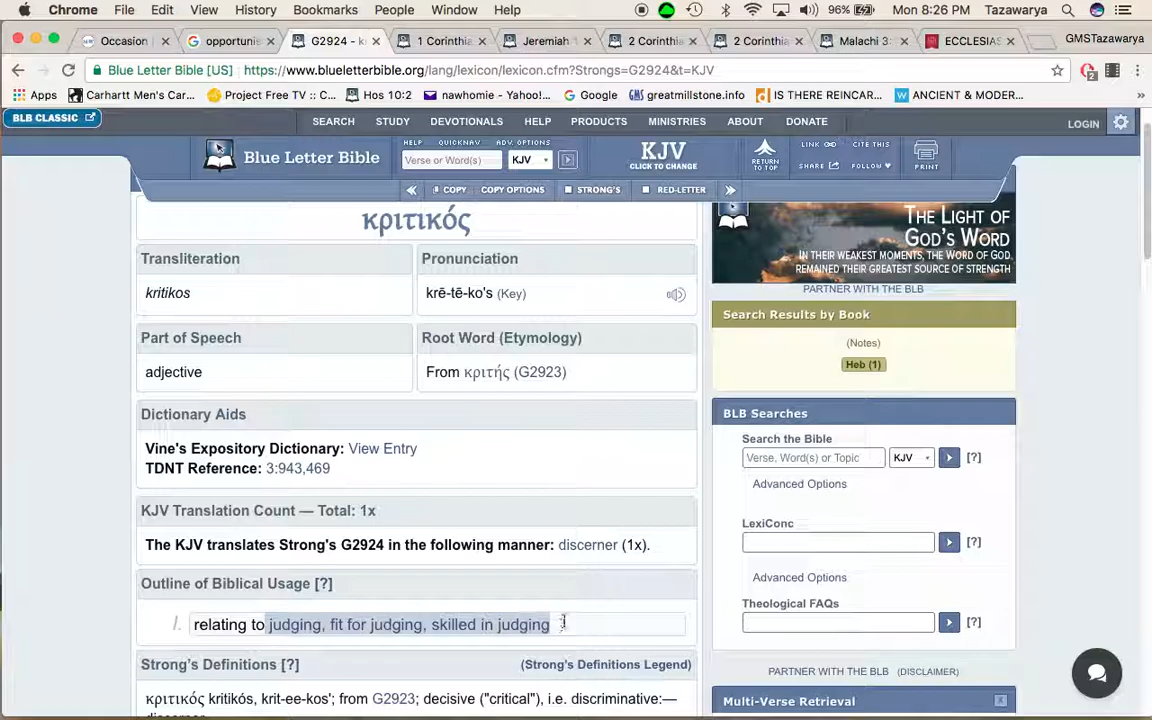 Chrome File Edit View History Bookmarks People Window Help 96% Mon 8:26 PM Tazawarya
Occasion | opportunis G2924 - κ 1 Corinthi Jeremiah 2 Corinthi 2 Corinthi Malachi 3: ECCLESIAS GMSTazawarya
Blue Letter Bible [US] https://www.blueletterbible.org/lang/lexicon/lexicon.cfm?Strongs=G2924&t=KJV
Apps Carhartt Men's Car... Project Free TV :: C... Hos 10:2 nawhomie - Yahoo!... Google greatmillstone.info IS THERE REINCAR... ANCIENT & MODER... »
BLB CLASSIC SEARCH STUDY DEVOTIONALS HELP PRODUCTS MINISTRIES ABOUT DONATE LOGIN
HELP QUICKNAV ADV. OPTIONS
Blue Letter Bible Verse or Word(s) KJV KJV CLICK TO CHANGE RETURN TO TOP LINK CITE THIS SHARE FOLLOW PRINT
COPY COPY OPTIONS STRONG'S RED-LETTER
κριτικός
Transliteration Pronunciation
kritikos krē-tē-ko's (Key)
Part of Speech Root Word (Etymology)
adjective From κριτής (G2923)
Dictionary Aids
Vine's Expository Dictionary: View Entry
TDNT Reference: 3:943,469
KJV Translation Count — Total: 1x
The KJV translates Strong's G2924 in the following manner: discerner (1x).
Outline of Biblical Usage [?]
I. relating to judging, fit for judging, skilled in judging
Strong's Definitions [?] (Strong's Definitions Legend)
κριτικός kritikós, krit-ee-kos'; from G2923; decisive ("critical"), i.e. discriminative:—
discerner.
THE LIGHT OF
GOD'S WORD
IN THEIR WEAKEST MOMENTS, THE WORD OF GOD
REMAINED THEIR GREATEST SOURCE OF STRENGTH
PARTNER WITH THE BLB
Search Results by Book
(Notes)
Heb (1)
BLB Searches
Search the Bible
Verse, Word(s) or Topic KJV [?]
Advanced Options
LexiConc
[?]
Advanced Options
Theological FAQs
[?]
PARTNER WITH THE BLB (DISCLAIMER)
Multi-Verse Retrieval x